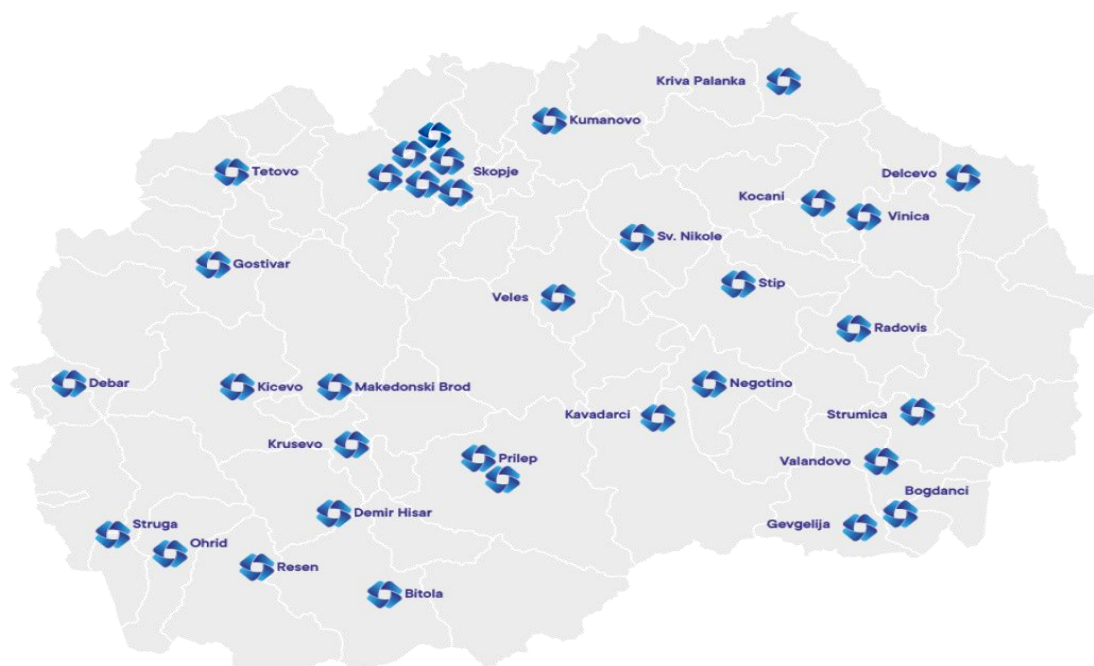 Kriva Palanka
Kumanovo
Tetovo
Skopje
Delcevo
Kocani
Vinica
Sv. Nikole
Gostivar
Stip
Veles
Radovis
Debar
Kicevo
Makedonski Brod
Negotino
Kavadarci
Strumica
Krusevo
Prilep
Valandovo
Bogdanci
Demir Hisar
Struga
Gevgelija
Ohrid
Resen
Bitola